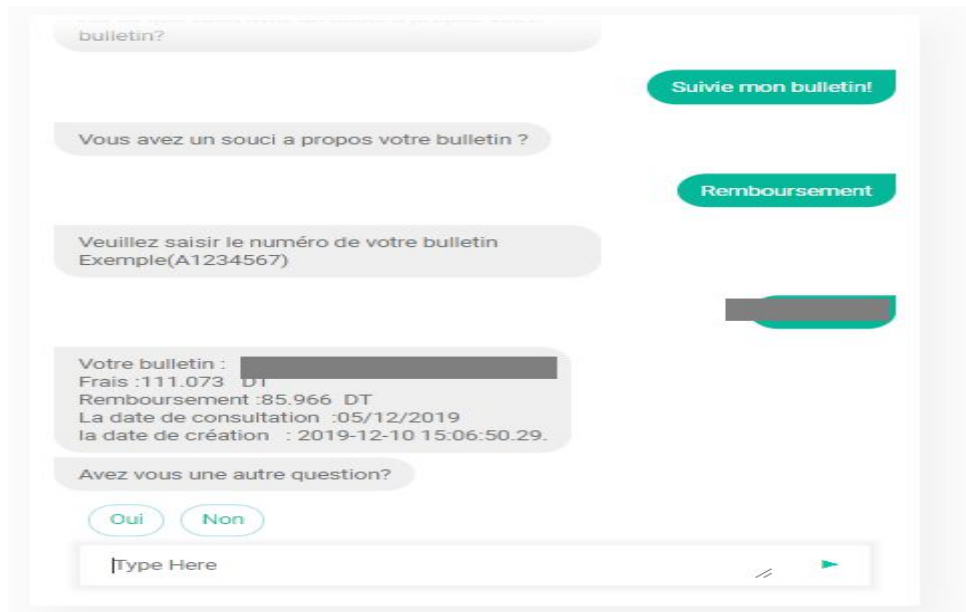 bulletin?
Suivie mon bulletin!
Vous avez un souci a propos votre bulletin ?
Remboursement
Veuillez saisir le numéro de votre bulletin
Exemple(A1234567)
Votre bulletin :
Frais :111.073 DT
Remboursement :85.966 DT
La date de consultation :05/12/2019
la date de création : 2019-12-10 15:06:50.29.
Avez vous une autre question?
Oui Non
Type Here